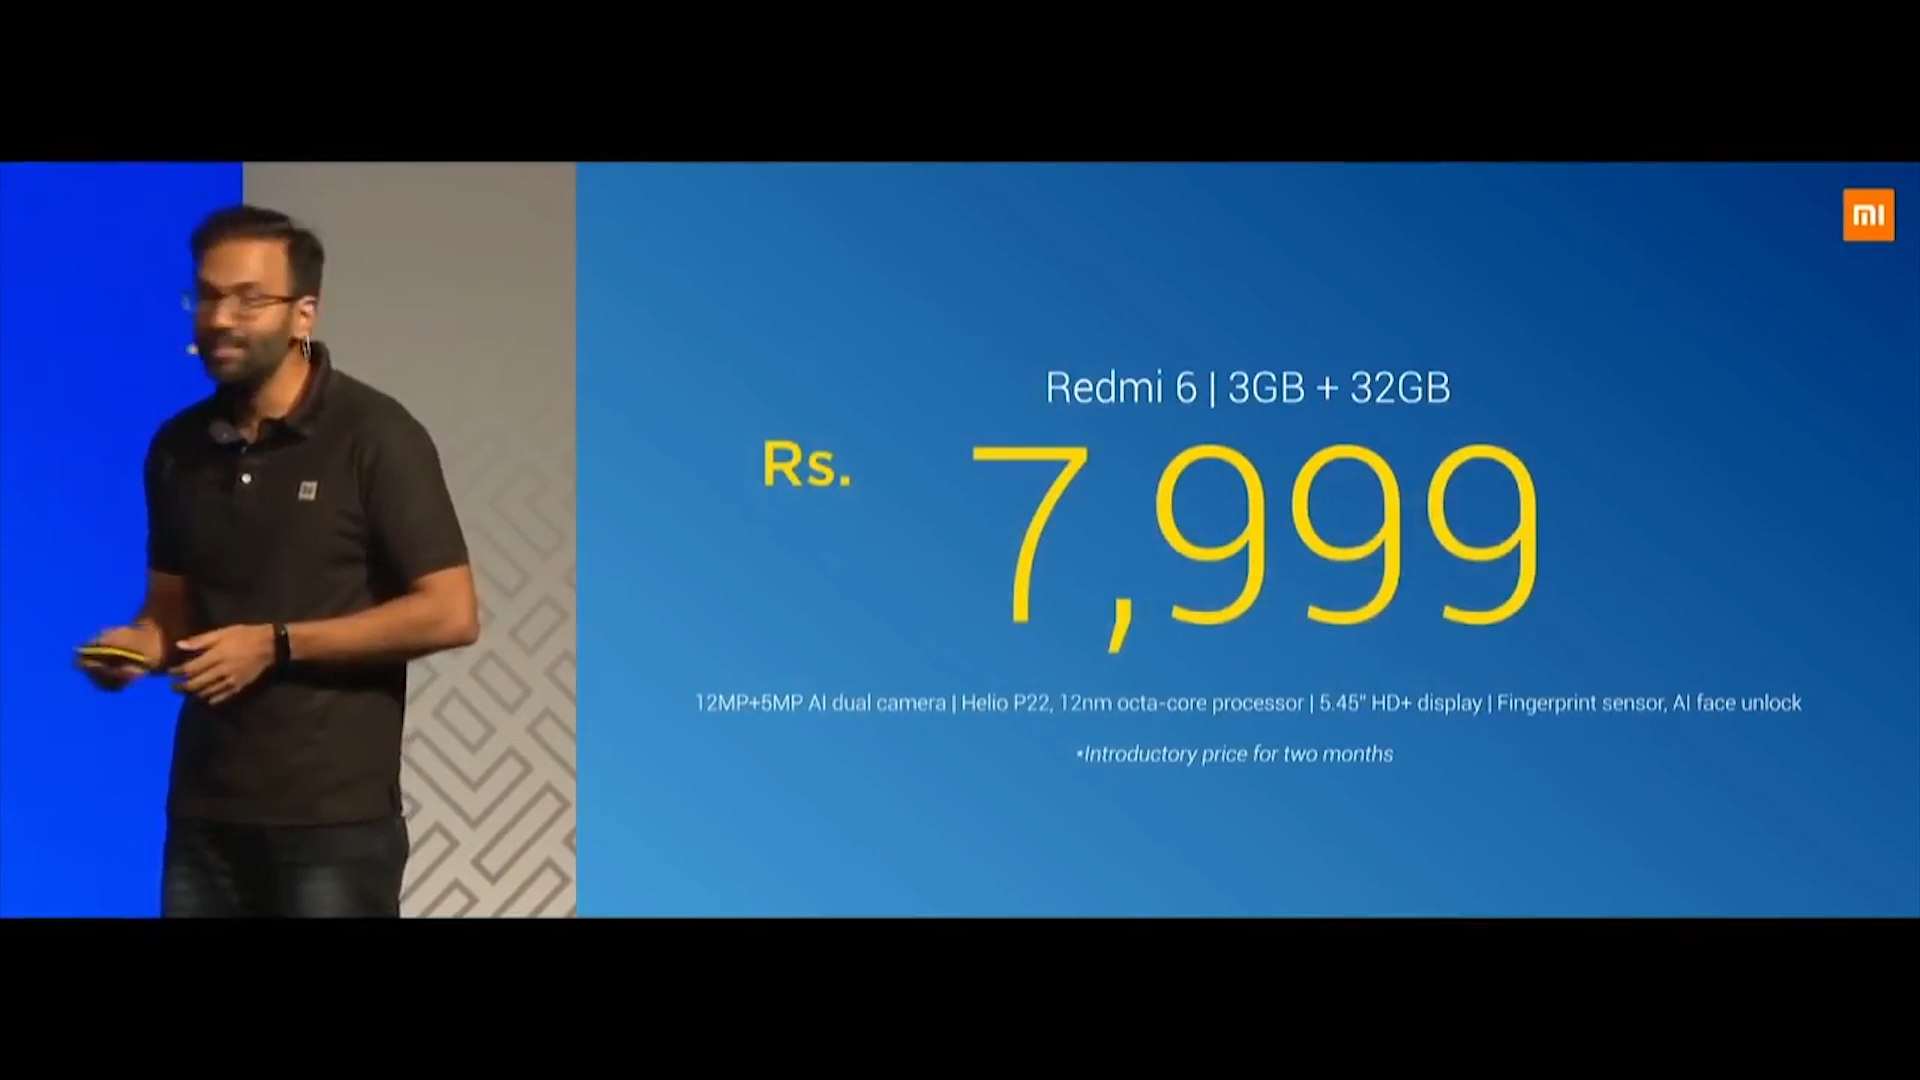 mi
Redmi 6 | 3GB + 32GB
Rs. 7,999
12MP+5MP AI dual camera | Helio P22, 12nm octa-core processor | 5.45" HD+ display | Fingerprint sensor, AI face unlock
*Introductory price for two months